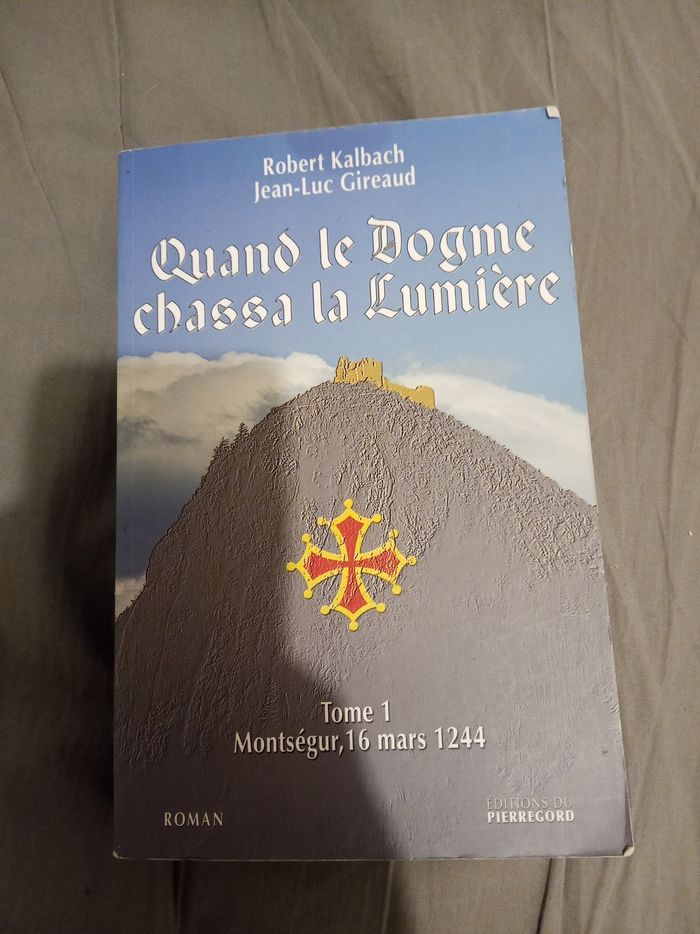 Robert Kalbach
Jean-Luc Gireaud
Quand le Dogme
chassa la Lumière
Tome 1
Montségur, 16 mars 1244
ROMAN
ÉDITIONS DU
PIERREGORD